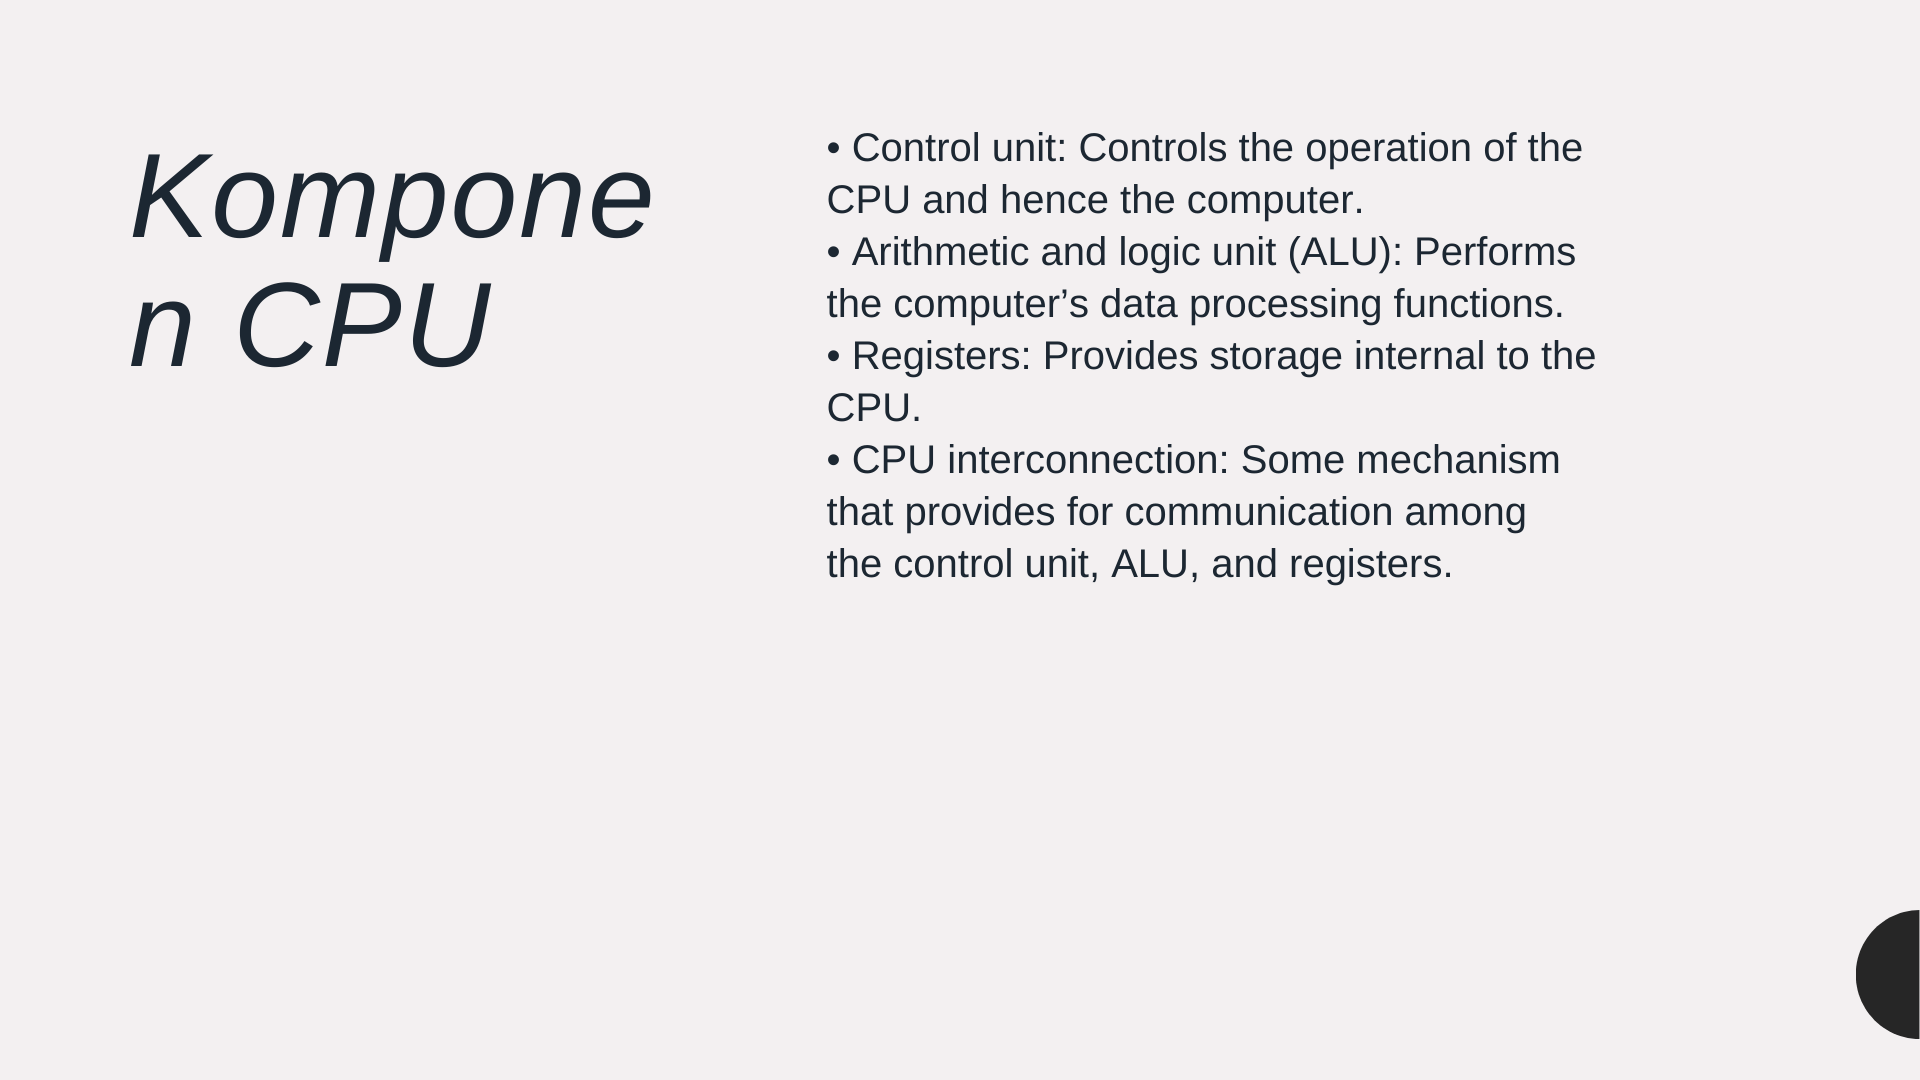 Kompone
n CPU
• Control unit: Controls the operation of the
CPU and hence the computer.
• Arithmetic and logic unit (ALU): Performs
the computer’s data processing functions.
• Registers: Provides storage internal to the
CPU.
• CPU interconnection: Some mechanism
that provides for communication among
the control unit, ALU, and registers.